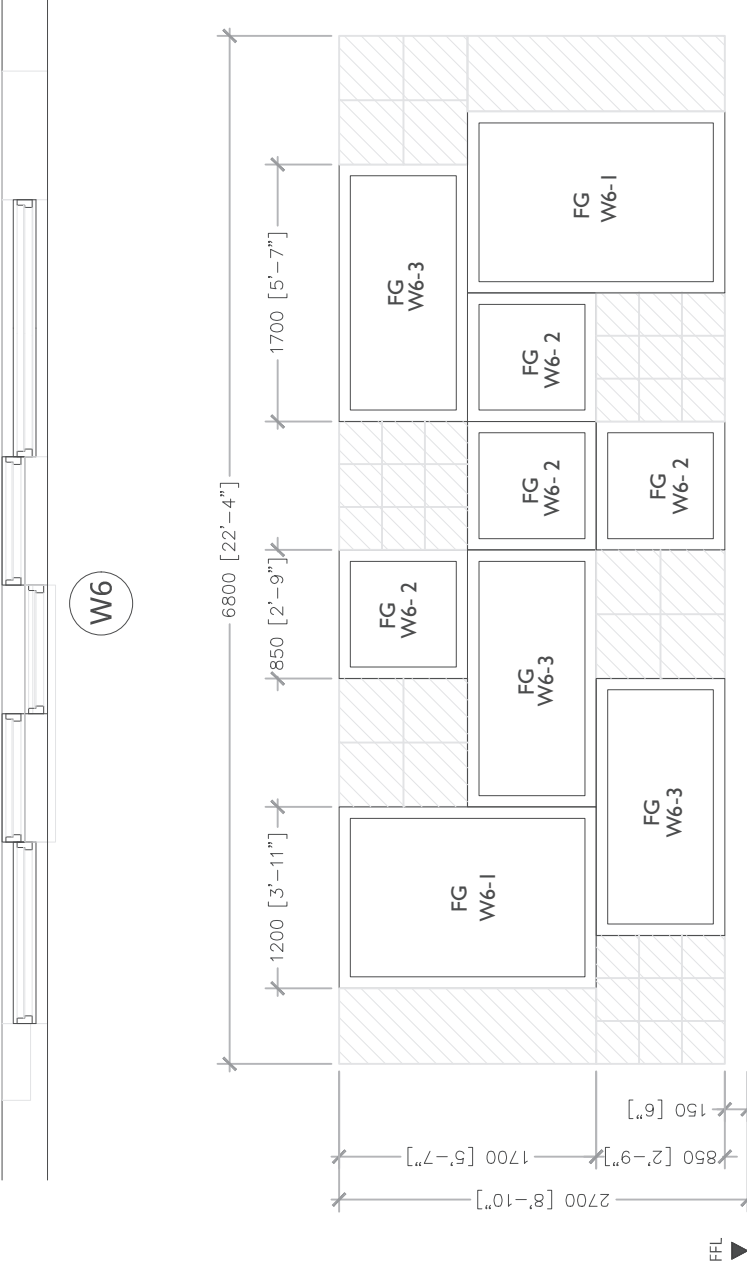 W6
6800 [22'-4"]
1200 [3'-11"]
850 [2'-9"]
1700 [5'-7"]
FG
W6-1
FG
W6-2
FG
W6-3
FG
W6-3
FG
W6-2
FG
W6-2
FG
W6-1
FG
W6-3
FG
W6-2
2700 [8'-10"]
1700 [5'-7"]
850 [2'-9"]
150 [6"]
FFL